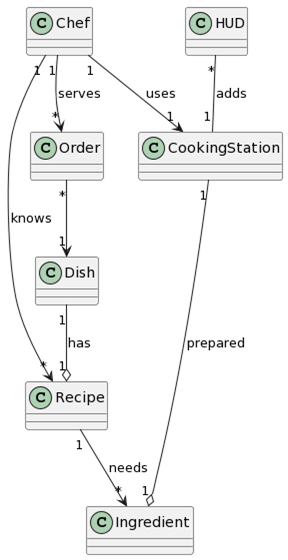 C Chef
C HUD
1 1 1 *
serves uses adds
* 1 1
C Order
C CookingStation
* 1
knows
1
C Dish
1
has prepared
* 1
C Recipe
1
needs
* 1
C Ingredient